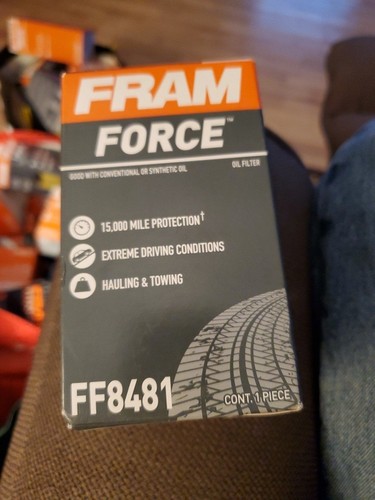 FRAM
FORCE™
GOOD WITH CONVENTIONAL OR SYNTHETIC OIL
OIL FILTER
15,000 MILE PROTECTION†
EXTREME DRIVING CONDITIONS
HAULING & TOWING
FF8481
CONT. 1 PIECE